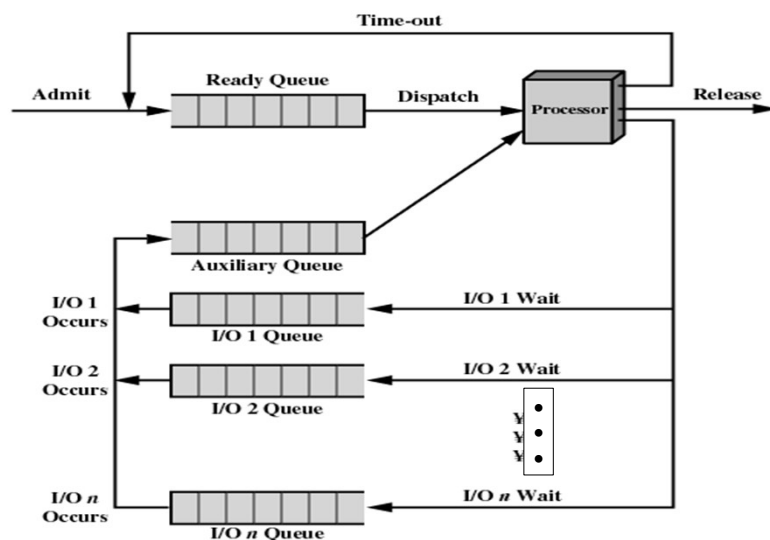 Time-out
Ready Queue
Admit
Dispatch
Processor
Release
Auxiliary Queue
I/O 1
Occurs
I/O 1 Wait
I/O 1 Queue
I/O 2
Occurs
I/O 2 Wait
I/O 2 Queue
¥
¥
¥
I/O n
Occurs
I/O n Wait
I/O n Queue